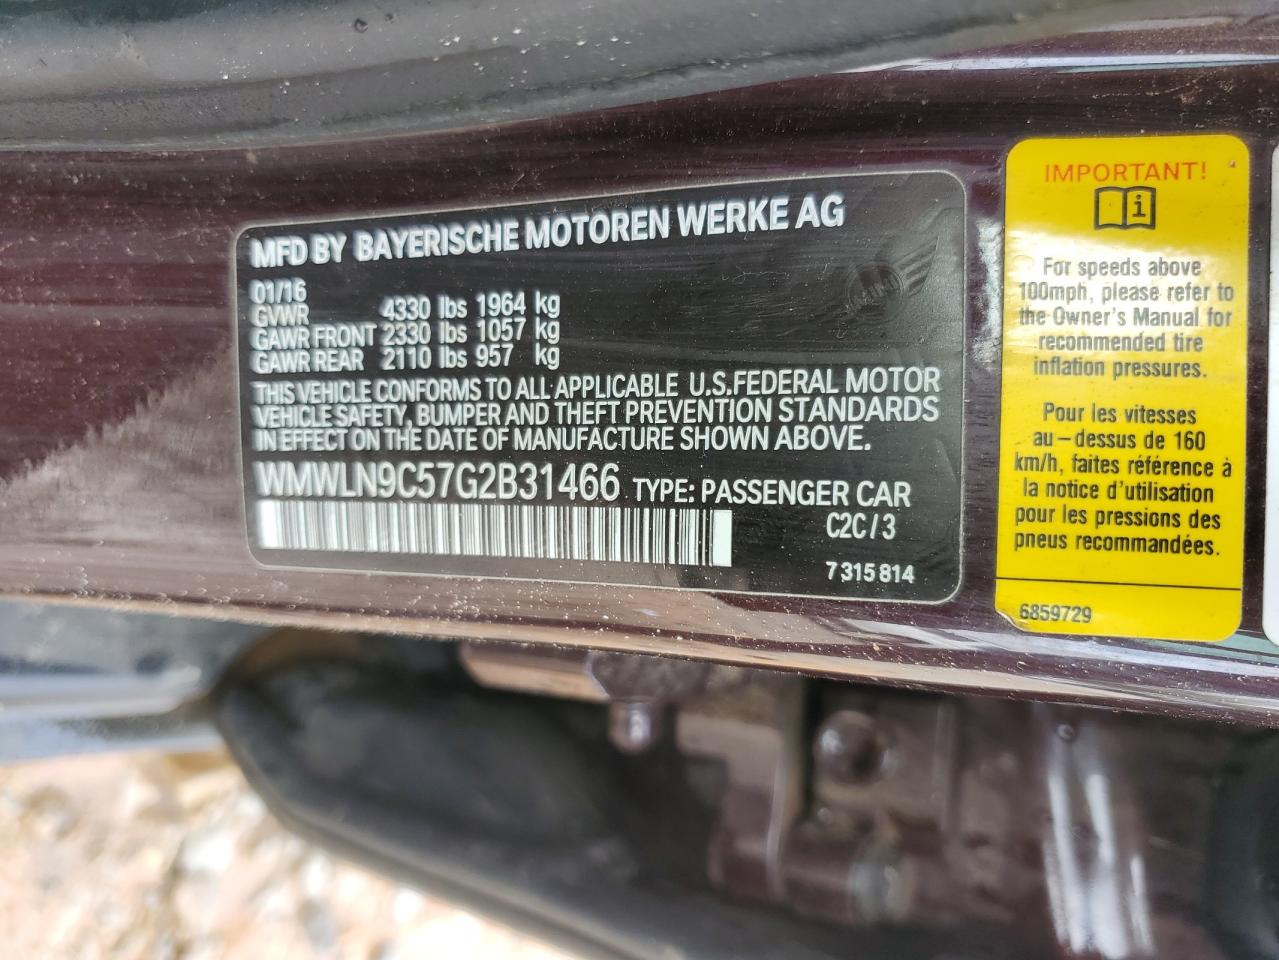 MFD BY BAYERISCHE MOTOREN WERKE AG
01/16
GVWR 4330 lbs 1964 kg
GAWR FRONT 2330 lbs 1057 kg
GAWR REAR 2110 lbs 957 kg
THIS VEHICLE CONFORMS TO ALL APPLICABLE U.S.FEDERAL MOTOR
VEHICLE SAFETY, BUMPER AND THEFT PREVENTION STANDARDS
IN EFFECT ON THE DATE OF MANUFACTURE SHOWN ABOVE.
WMWLN9C57G2B31466 TYPE: PASSENGER CAR
C2C/3
7315814
MINI
IMPORTANT!
i
For speeds above
100mph, please refer to
the Owner's Manual for
recommended tire
inflation pressures.
Pour les vitesses
au-dessus de 160
km/h, faites référence à
la notice d'utilisation
pour les pressions des
pneus recommandées.
6859729